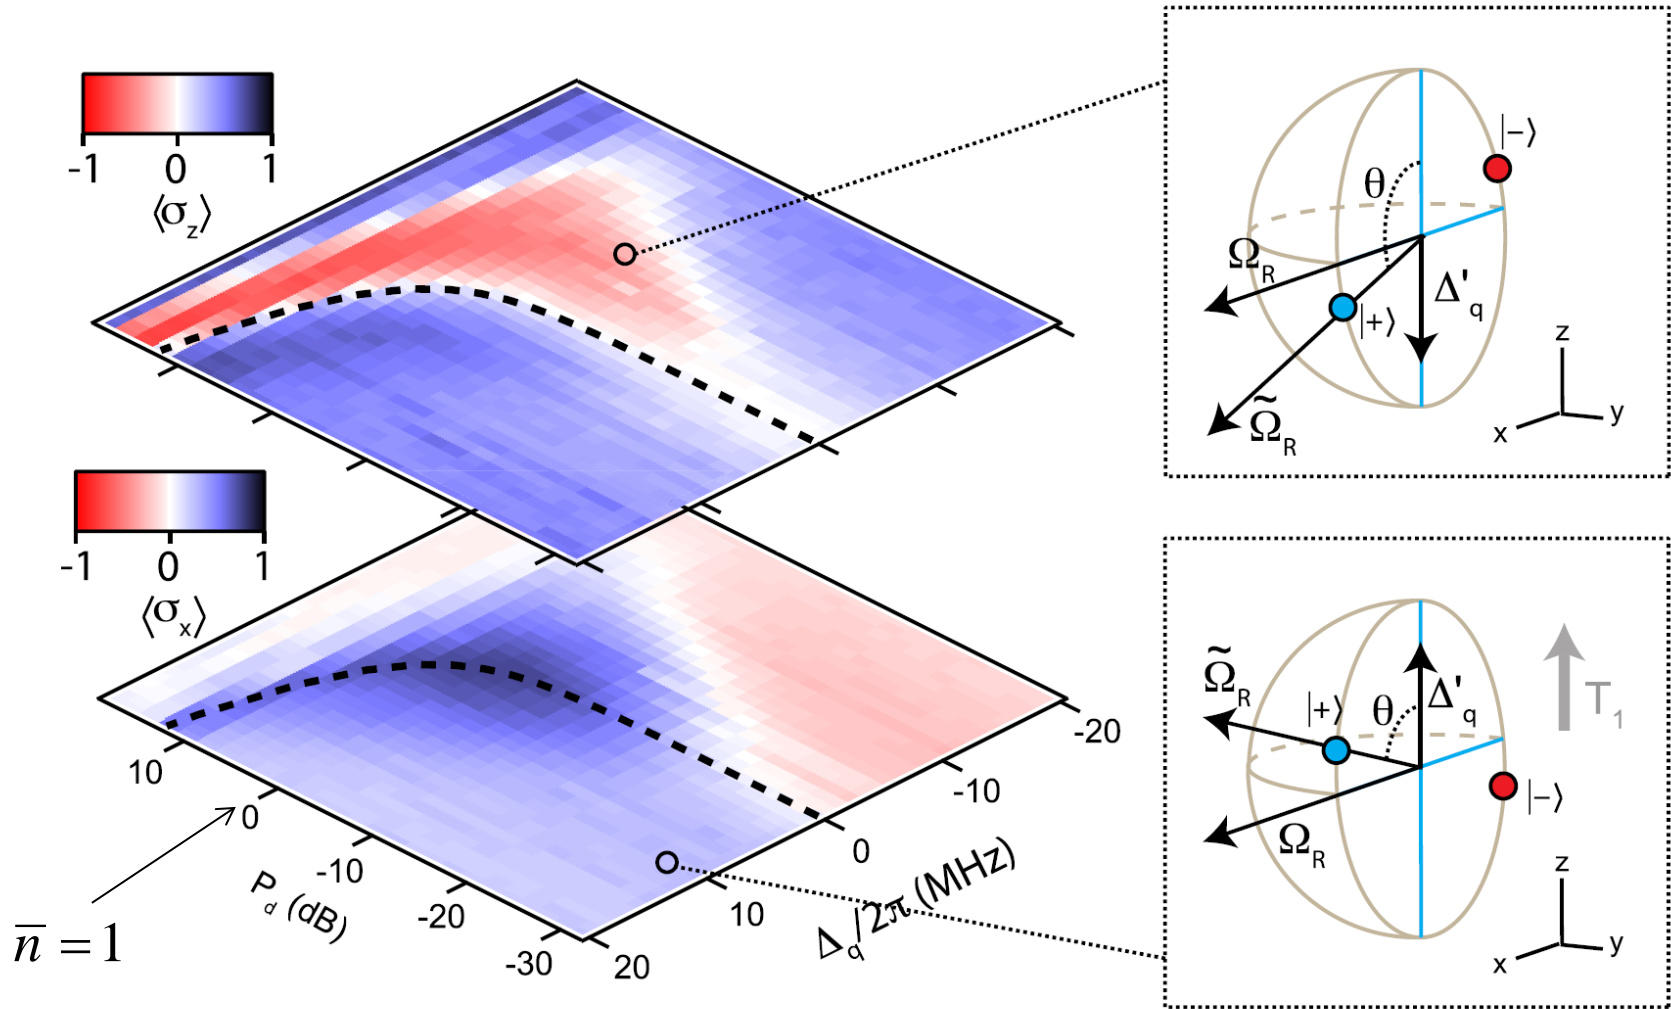 -1 0 1
⟨σz⟩
-1 0 1
⟨σx⟩
10
0
-10
-20
-30
Pd (dB)
n̄ = 1
-20
-10
0
10
20
Δq/2π (MHz)
|−⟩
θ
ΩR
Δ'q
|+⟩
Ω̃R
z
x
y
Ω̃R
|+⟩
θ
Δ'q
T1
|−⟩
ΩR
z
x
y